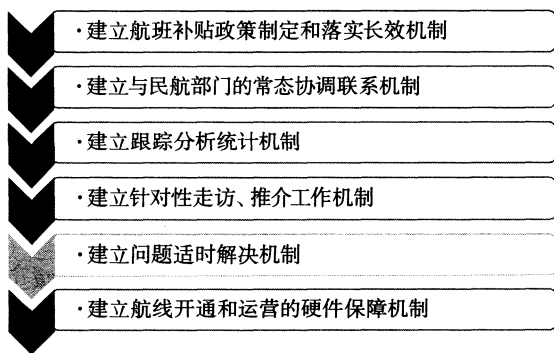 ·建立航班补贴政策制定和落实长效机制
·建立与民航部门的常态协调联系机制
·建立跟踪分析统计机制
·建立针对性走访、推介工作机制
·建立问题适时解决机制
·建立航线开通和运营的硬件保障机制